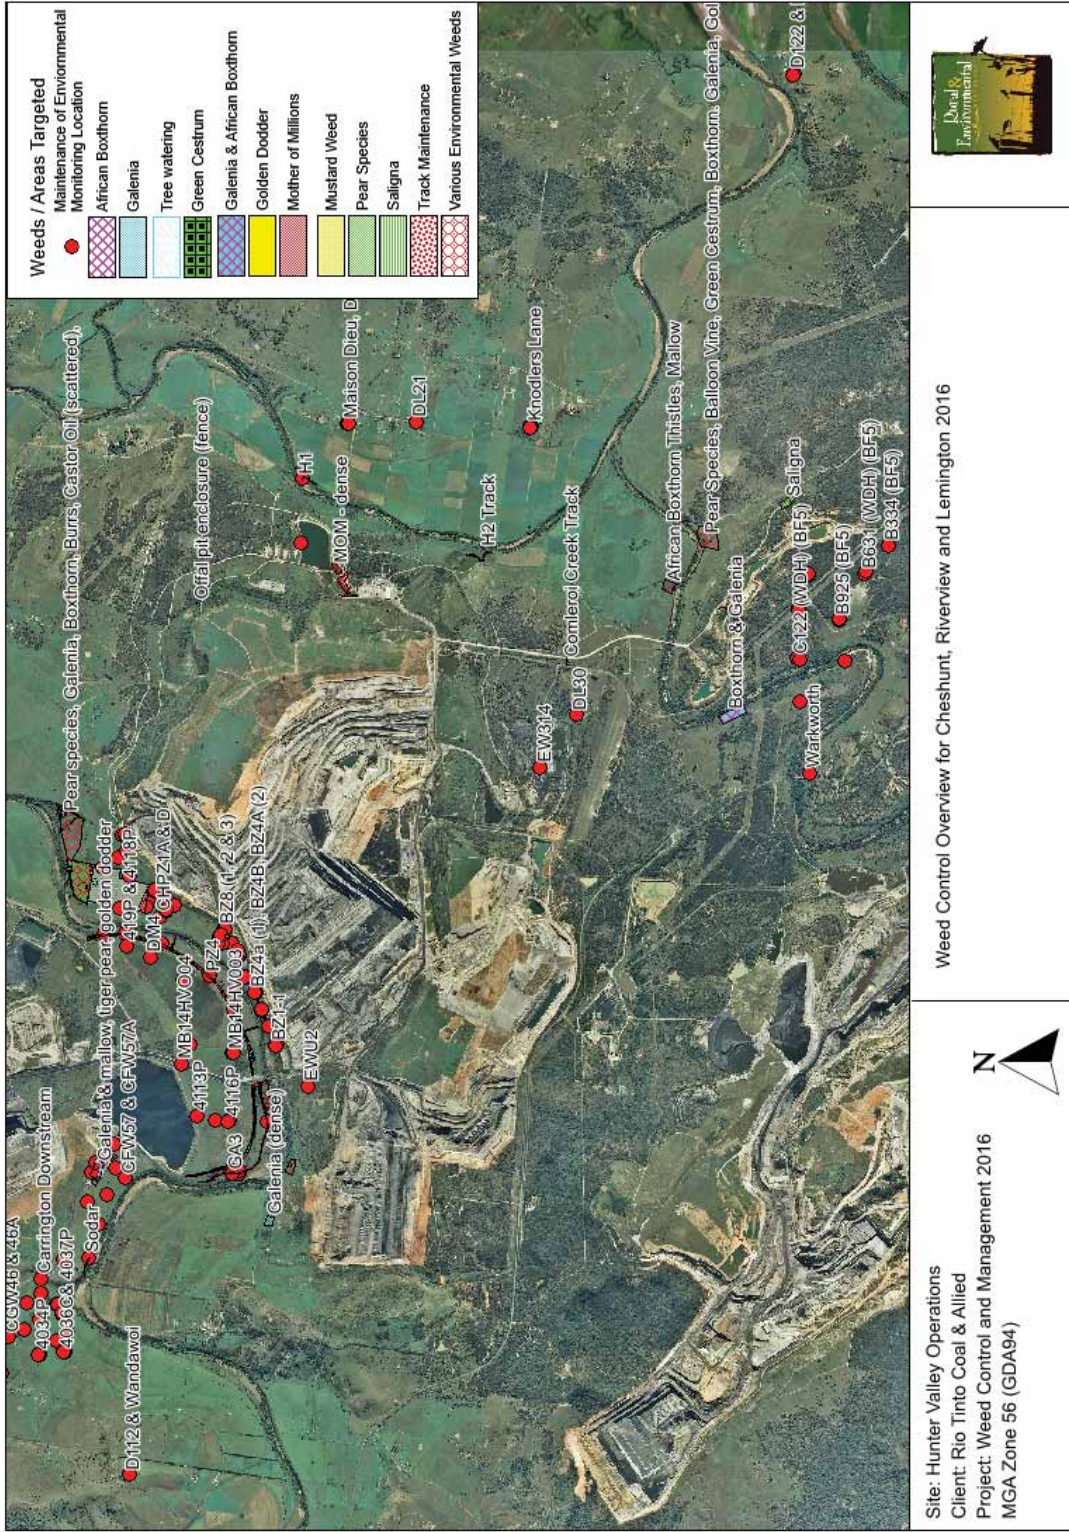 Weeds / Areas Targeted
Maintenance of Enviornmental
Monitoring Location
African Boxthorn
Galenia
Tree watering
Green Cestrum
Galenia & African Boxthorn
Golden Dodder
Mother of Millions
Mustard Weed
Pear Species
Saligna
Track Maintenance
Various Environmental Weeds
CGW46 & 46A
4034P
Carrington Downstream
4036C & 4037P
Sodar
Galenia & mallow, tiger pear, golden dodder
CFW57 & CFW57A
D112 & Wandawoi
Pear species, Galenia, Boxthorn, Burrs, Castor Oil (scattered),
419P & 4118P
DM4
CHPZ1A & D
MB14HVO04
PZ4
BZ8 (1, 2 & 3)
MB14HVO03
BZ4a (1), BZ4B, BZ4A (2)
BZ1-1
4113P
4116P
GA3
Galenia (dense)
EWU2
Offal pit enclosure (fence)
H1
MOM - dense
Maison Dieu, D
DL21
Knodlers Lane
H2 Track
Comleroi Creek Track
DL30
EW314
African Boxthorn Thistles, Mallow
Pear Species, Balloon Vine, Green Cestrum, Boxthorn, Galenia, Gol
Boxthorn & Galenia
Saligna
C122 (WDH) (BF5)
Warkworth
B925 (BF5)
B631 (WDH) (BF5)
B334 (BF5)
D122 &
Site: Hunter Valley Operations
Client: Rio Tinto Coal & Allied
Project: Weed Control and Management 2016
MGA Zone 56 (GDA94)
N
Weed Control Overview for Cheshunt, Riverview and Lemington 2016
Rural &
Environmental